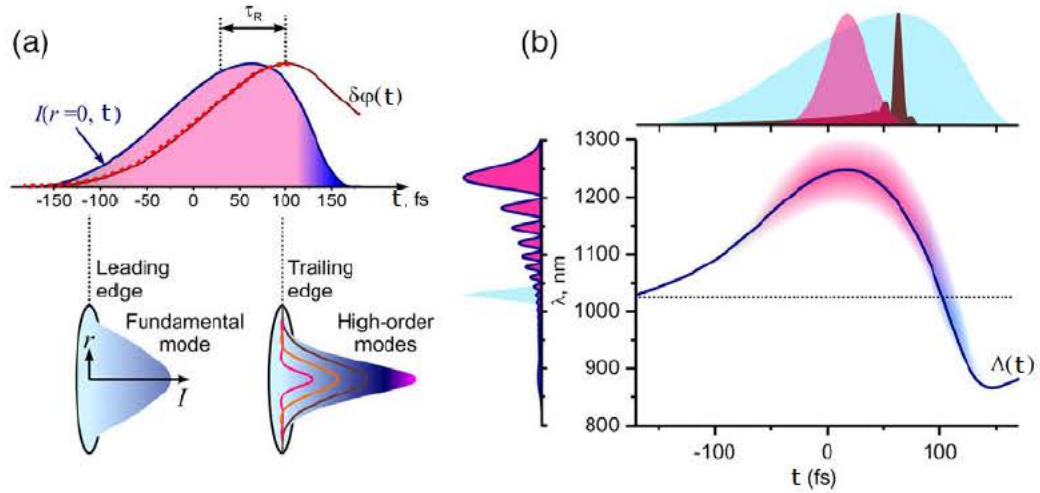 (a)
τR
I(r =0, t)
δφ(t)
-150 -100 -50 0 50 100 150 t, fs
Leading
edge
Fundamental
mode
r
I
Trailing
edge
High-order
modes
(b)
1300
1200
1100
1000
900
800
λ, nm
Λ(t)
-100 0 100
t (fs)